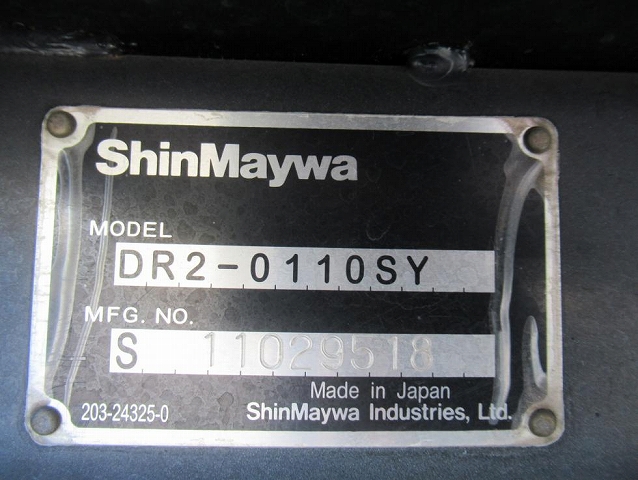 ShinMaywa
MODEL
DR2-0110SY
MFG. NO.
S 11029518
Made in Japan
203-24325-0 ShinMaywa Industries, Ltd.